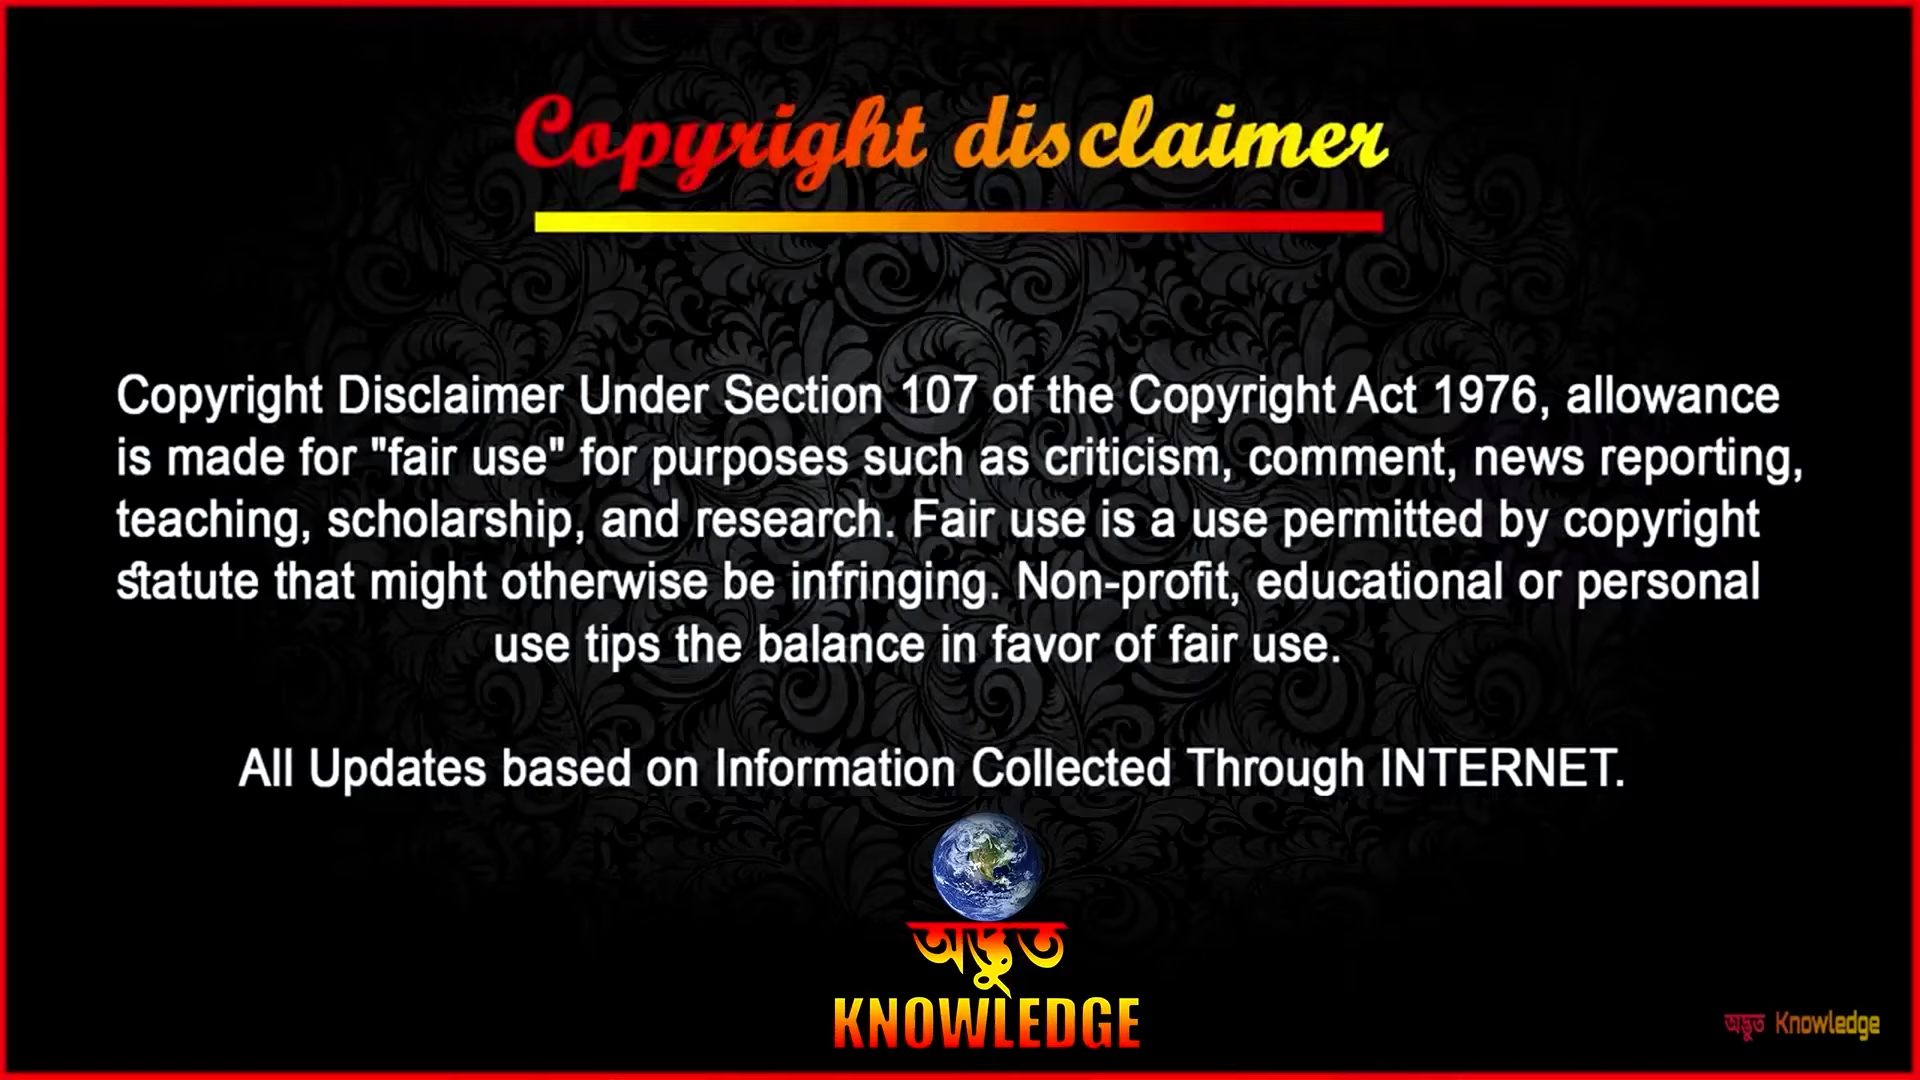 Copyright disclaimer
Copyright Disclaimer Under Section 107 of the Copyright Act 1976, allowance
is made for "fair use" for purposes such as criticism, comment, news reporting,
teaching, scholarship, and research. Fair use is a use permitted by copyright
statute that might otherwise be infringing. Non-profit, educational or personal
use tips the balance in favor of fair use.
All Updates based on Information Collected Through INTERNET.
অদ্ভুত
KNOWLEDGE
অদ্ভুত Knowledge